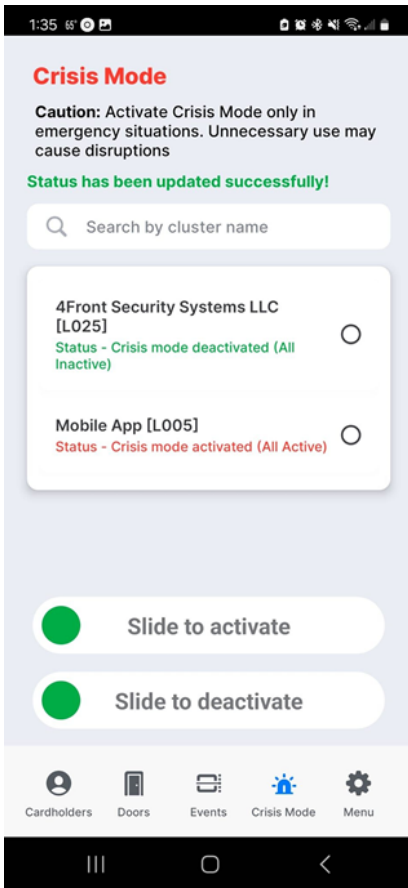 1:35 65°
Crisis Mode
Caution: Activate Crisis Mode only in
emergency situations. Unnecessary use may
cause disruptions
Status has been updated successfully!
Search by cluster name
4Front Security Systems LLC
[L025]
Status - Crisis mode deactivated (All
Inactive)
Mobile App [L005]
Status - Crisis mode activated (All Active)
Slide to activate
Slide to deactivate
Cardholders Doors Events Crisis Mode Menu